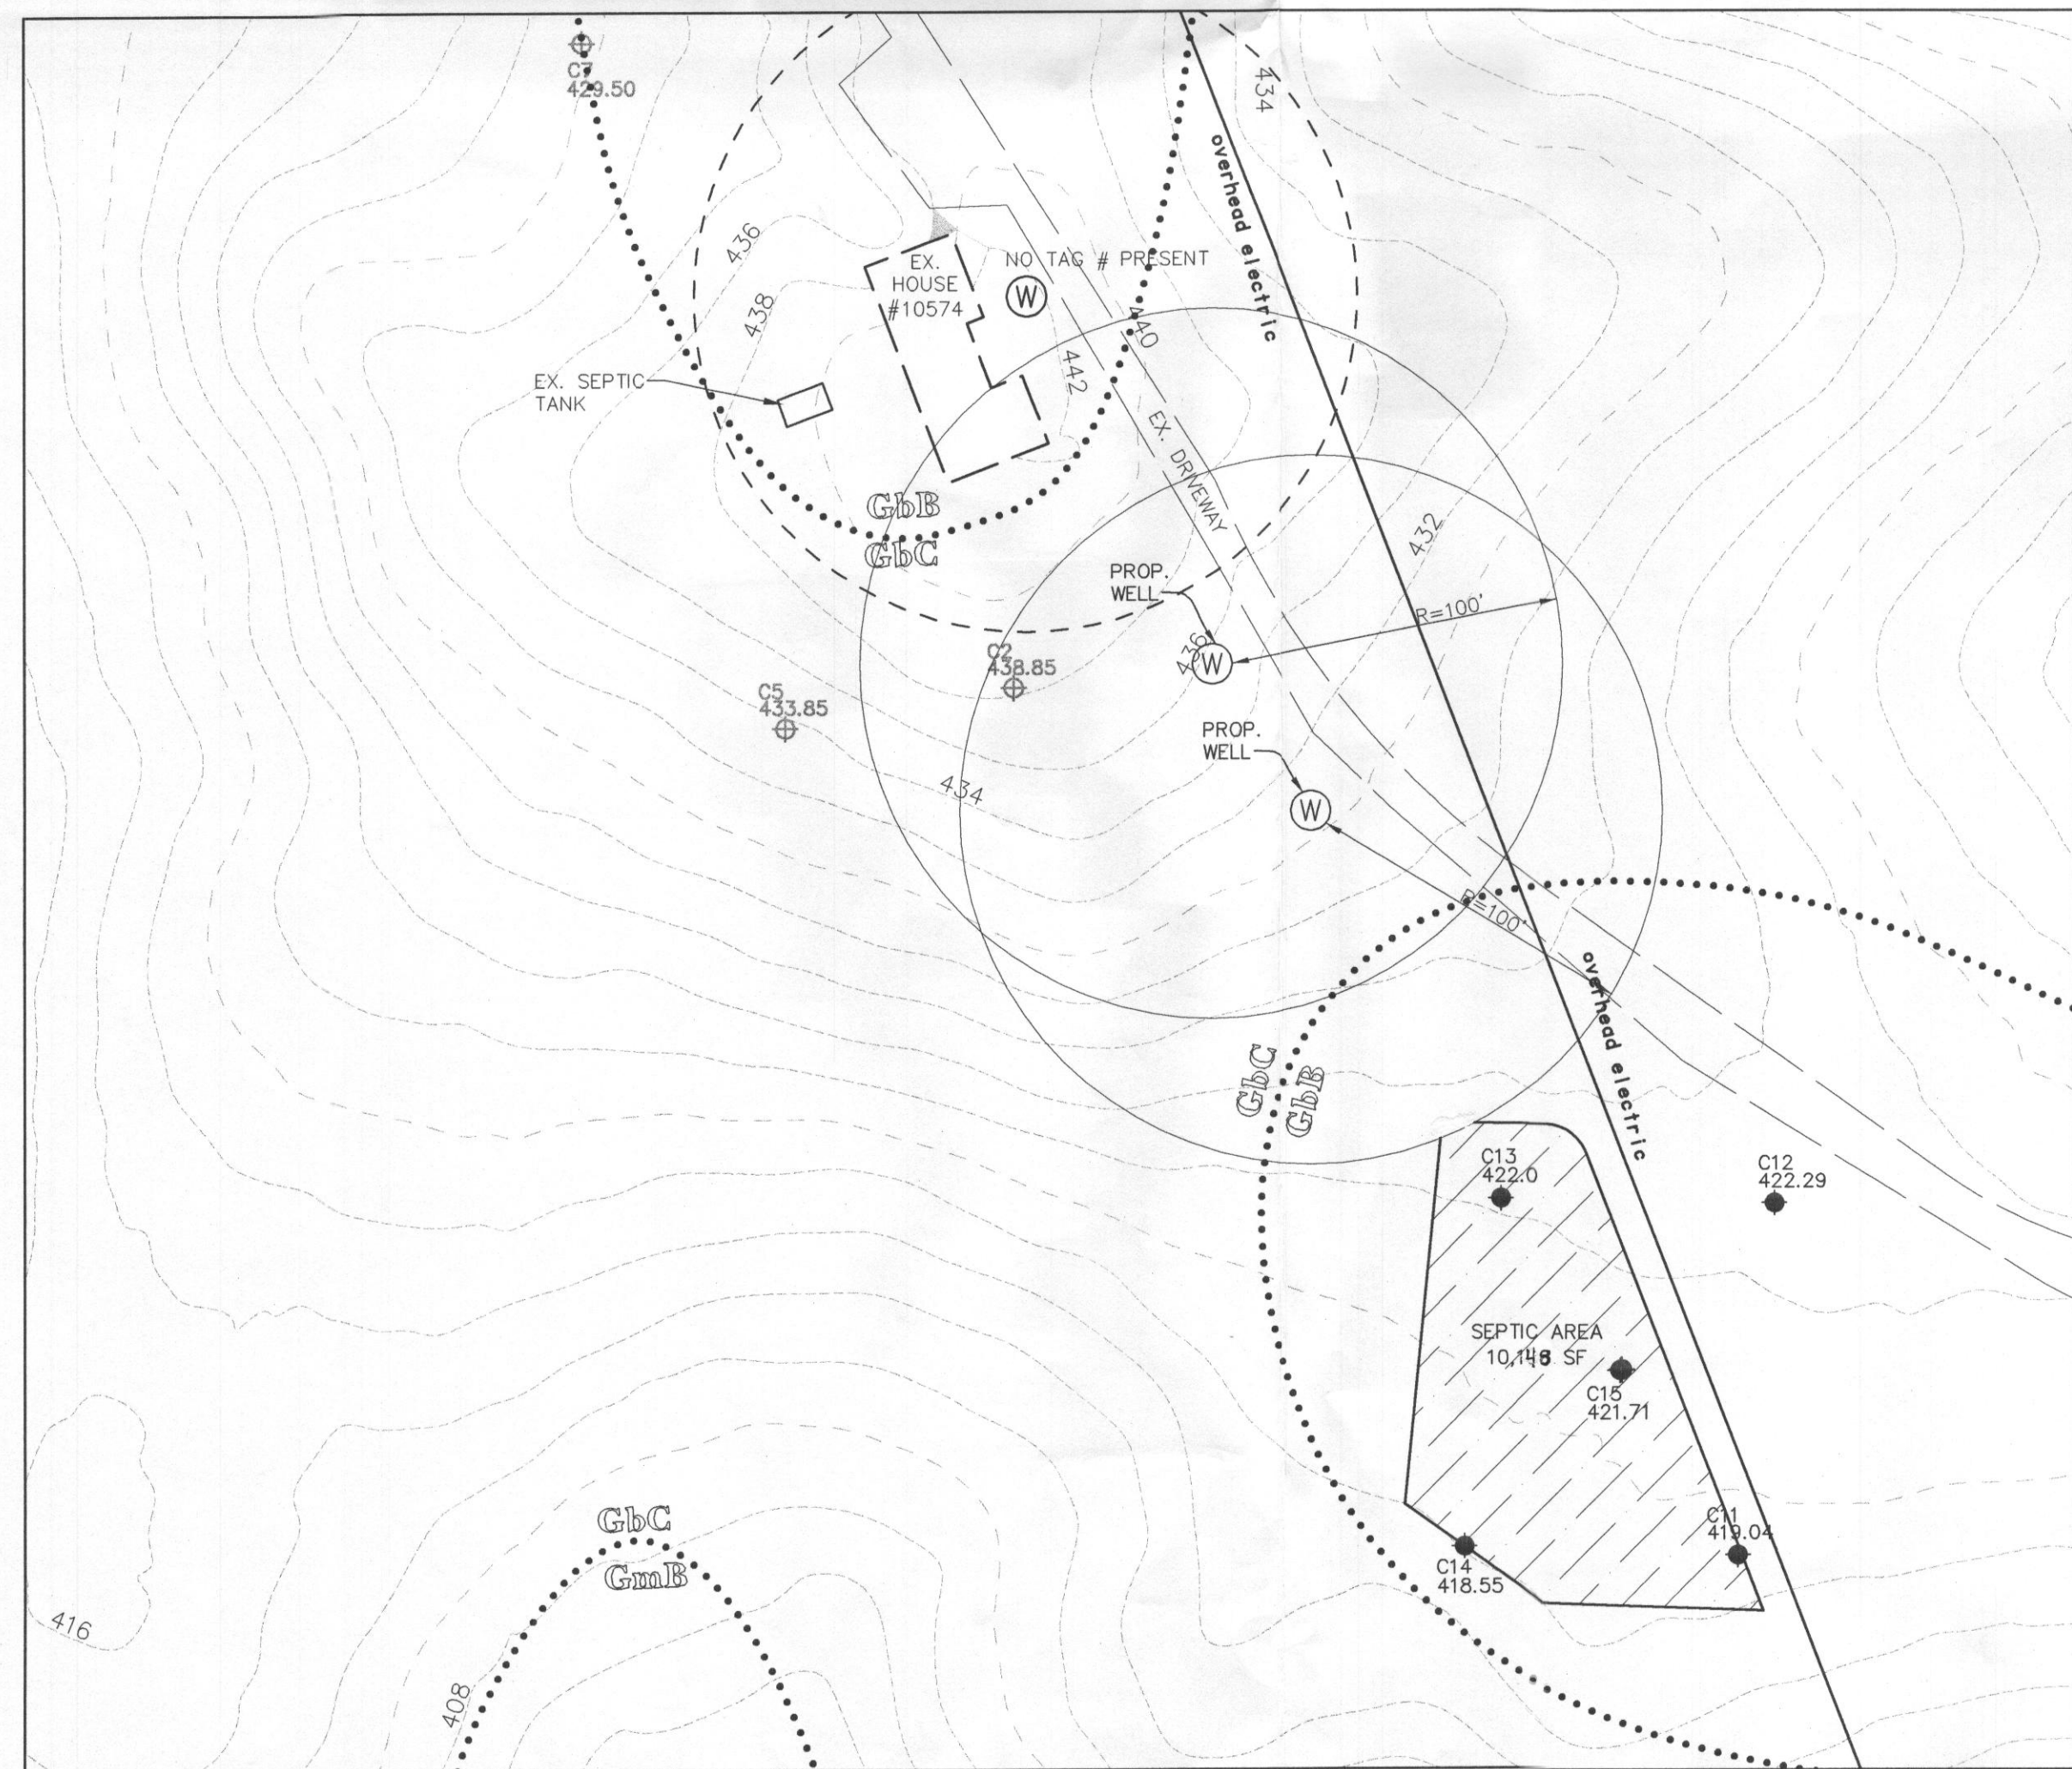 C7
429.50
434
overhead electric
436
438
EX.
HOUSE
#10574
NO TAG # PRESENT
W
440
442
EX. SEPTIC
TANK
EX. DRIVEWAY
GbB
GbC
432
PROP.
WELL
R=100'
436
W
C2
438.85
C5
433.85
PROP.
WELL
434
W
R=100'
overhead electric
GbC
GbB
C13
422.0
C12
422.29
SEPTIC AREA
SF
C15
421.71
C11
419.04
C14
418.55
GbC
GmB
416
408